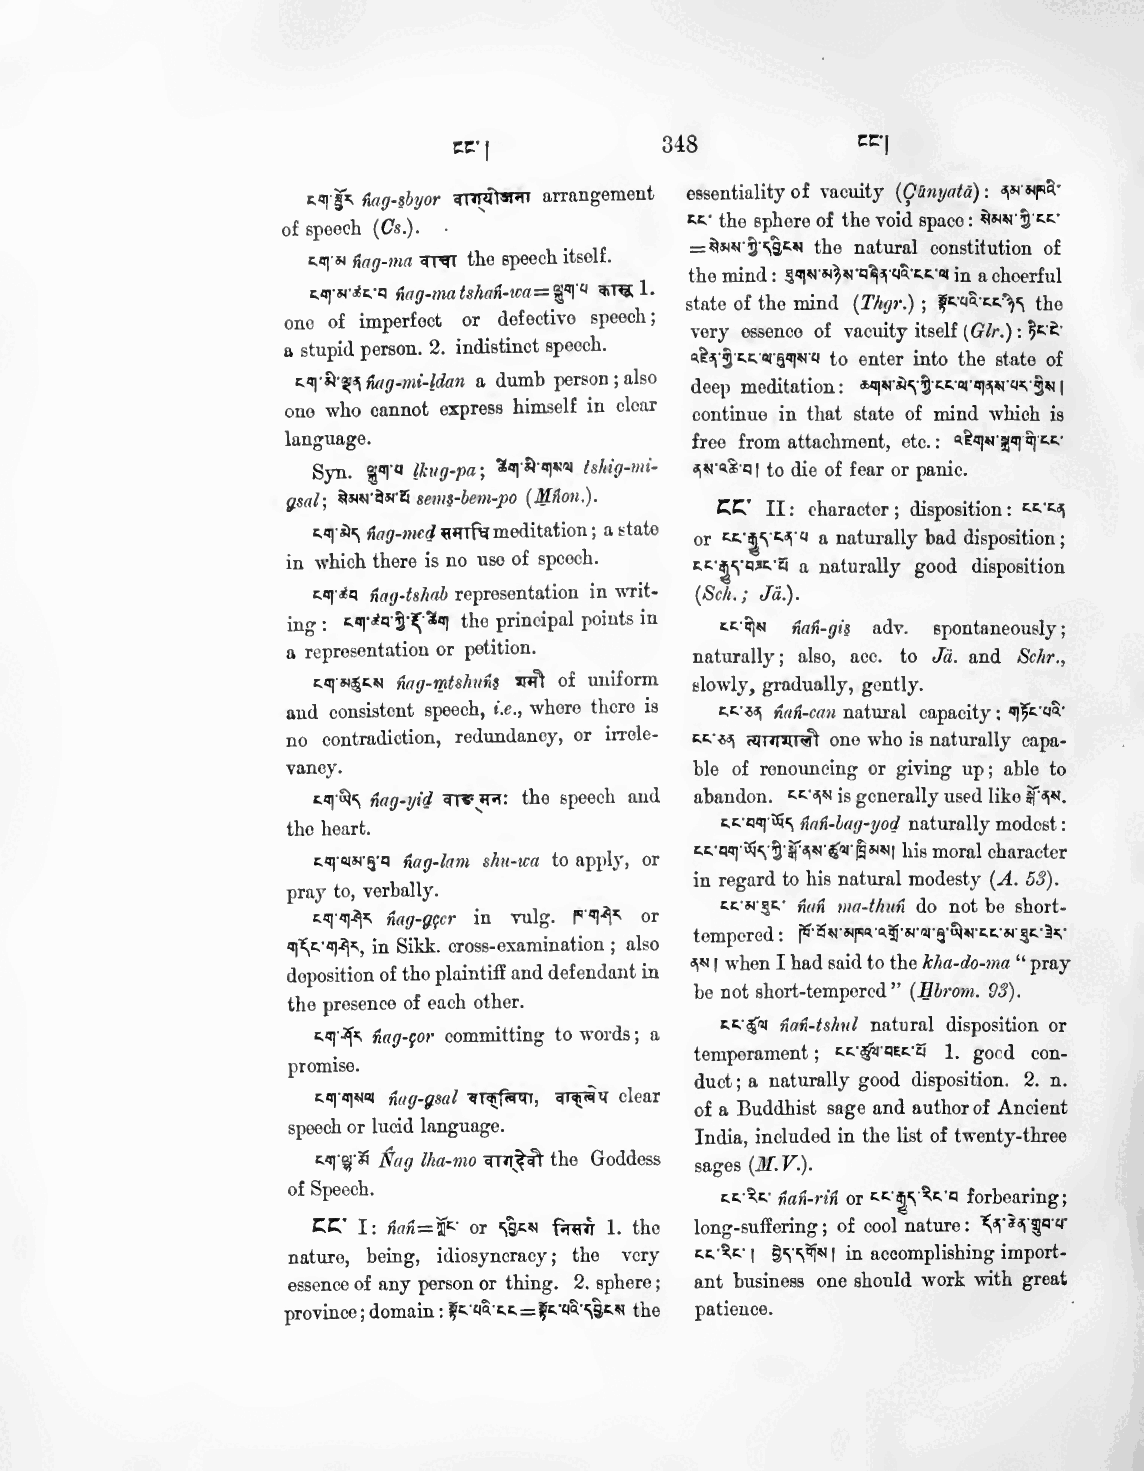 ངང་། 348 ངང་།
ངག་སྦྱོར ṅag-sbyor वाग्योञ्जना arrangement
of speech (Cs.).
ངག་མ ṅag-ma वाचा the speech itself.
ངག་མ་ཚང་བ ṅag-ma tshaṅ-wa=ལྐུག་པ काल्ल 1.
one of imperfect or defective speech;
a stupid person. 2. indistinct speech.
ངག་མི་ལྡན ṅag-mi-ldan a dumb person; also
one who cannot express himself in clear
language.
Syn. ལྐུག་པ lkug-pa; ཚིག་མི་གསལ tshig-mi-
gsal; སེམས་བེམ་པོ sems-bem-po (Mṅon.).
ངག་མེད ṅag-med समाधि meditation; a state
in which there is no use of speech.
ངག་ཚབ ṅag-tshab representation in writ-
ing: ངག་ཚབ་ཀྱི་དོ་ཚིག the principal points in
a representation or petition.
ངག་མཚུངས ṅag-mtshuṅs शमी of uniform
and consistent speech, i.e., where there is
no contradiction, redundancy, or irrele-
vancy.
ངག་ཡིད ṅag-yid वाङ्मनः the speech and
the heart.
ངག་ལམ་ཞུ་བ ṅag-lam shu-wa to apply, or
pray to, verbally.
ངག་གཤེར ṅag-gçer in vulg. ཁ་གཤེར or
གདོང་གཤེར, in Sikk. cross-examination; also
deposition of the plaintiff and defendant in
the presence of each other.
ངག་ཤོར ṅag-çor committing to words; a
promise.
ངག་གསལ ṅag-gsal वाक्लिपा, वाक्लेप clear
speech or lucid language.
ངག་ལྷ་མོ Ṅag lha-mo वाग्देवी the Goddess
of Speech.
ངང་ I: ṅaṅ=ཀློང་ or དབྱིངས निसर्ग 1. the
nature, being, idiosyncracy; the very
essence of any person or thing. 2. sphere;
province; domain: སྟོང་པའི་ངང=སྟོང་པའི་དབྱིངས the
essentiality of vacuity (Çūnyatā): ནམ་མཁའི་
ངང་ the sphere of the void space: སེམས་ཀྱི་ངང་
=སེམས་ཀྱི་དབྱིངས the natural constitution of
the mind: ཐུགས་མཉེས་བཞིན་པའི་ངང་ལ in a cheerful
state of the mind (Thgr.); སྟོང་པའི་ངང་ཉིད the
very essence of vacuity itself (Glr.): ཏིང་ངེ་
འཛིན་གྱི་ངང་ལ་ཞུགས་པ to enter into the state of
deep meditation: ཆགས་མེད་ཀྱི་ངང་ལ་གནས་པར་གྱིས།
continue in that state of mind which is
free from attachment, etc.: འཇིགས་སྐྲག་གི་ངང་
ནས་འཆི་བ། to die of fear or panic.
ངང་ II: character; disposition: ངང་ངན
or ངང་རྒྱུད་ངན་པ a naturally bad disposition;
ངང་རྒྱུད་བཟང་པོ a naturally good disposition
(Sch.; Jä.).
ངང་གིས ṅaṅ-gis adv. spontaneously;
naturally; also, acc. to Jä. and Schr.,
slowly, gradually, gently.
ངང་ཅན ṅaṅ-can natural capacity; གཏོང་པའི་
ངང་ཅན त्यागशाली one who is naturally capa-
ble of renouncing or giving up; able to
abandon. ངང་ནས is generally used like སྒོ་ནས.
ངང་བག་ཡོད ṅaṅ-bag-yod naturally modest:
ངང་བག་ཡོད་ཀྱི་སྒོ་ནས་ཚུལ་ཁྲིམས། his moral character
in regard to his natural modesty (A. 53).
ངང་མ་ཐུང་ ṅaṅ ma-thuṅ do not be short-
tempered: ཁོ་བོས་མཁའ་འགྲོ་མ་ལ་ཞུ་ཡིས་ངང་མ་ཐུང་ཟེར་
ནས། when I had said to the kha-do-ma “pray
be not short-tempered” (Hbrom. 93).
ངང་ཚུལ ṅaṅ-tshul natural disposition or
temperament; ངང་ཚུལ་བཟང་པོ 1. good con-
duct; a naturally good disposition. 2. n.
of a Buddhist sage and author of Ancient
India, included in the list of twenty-three
sages (M.V.).
ངང་རིང་ ṅaṅ-riṅ or ངང་རྒྱུད་རིང་བ forbearing;
long-suffering; of cool nature: དོན་ཆེན་སྒྲུབ་ལ་
ངང་རིང་། བྱེད་དགོས། in accomplishing import-
ant business one should work with great
patience.